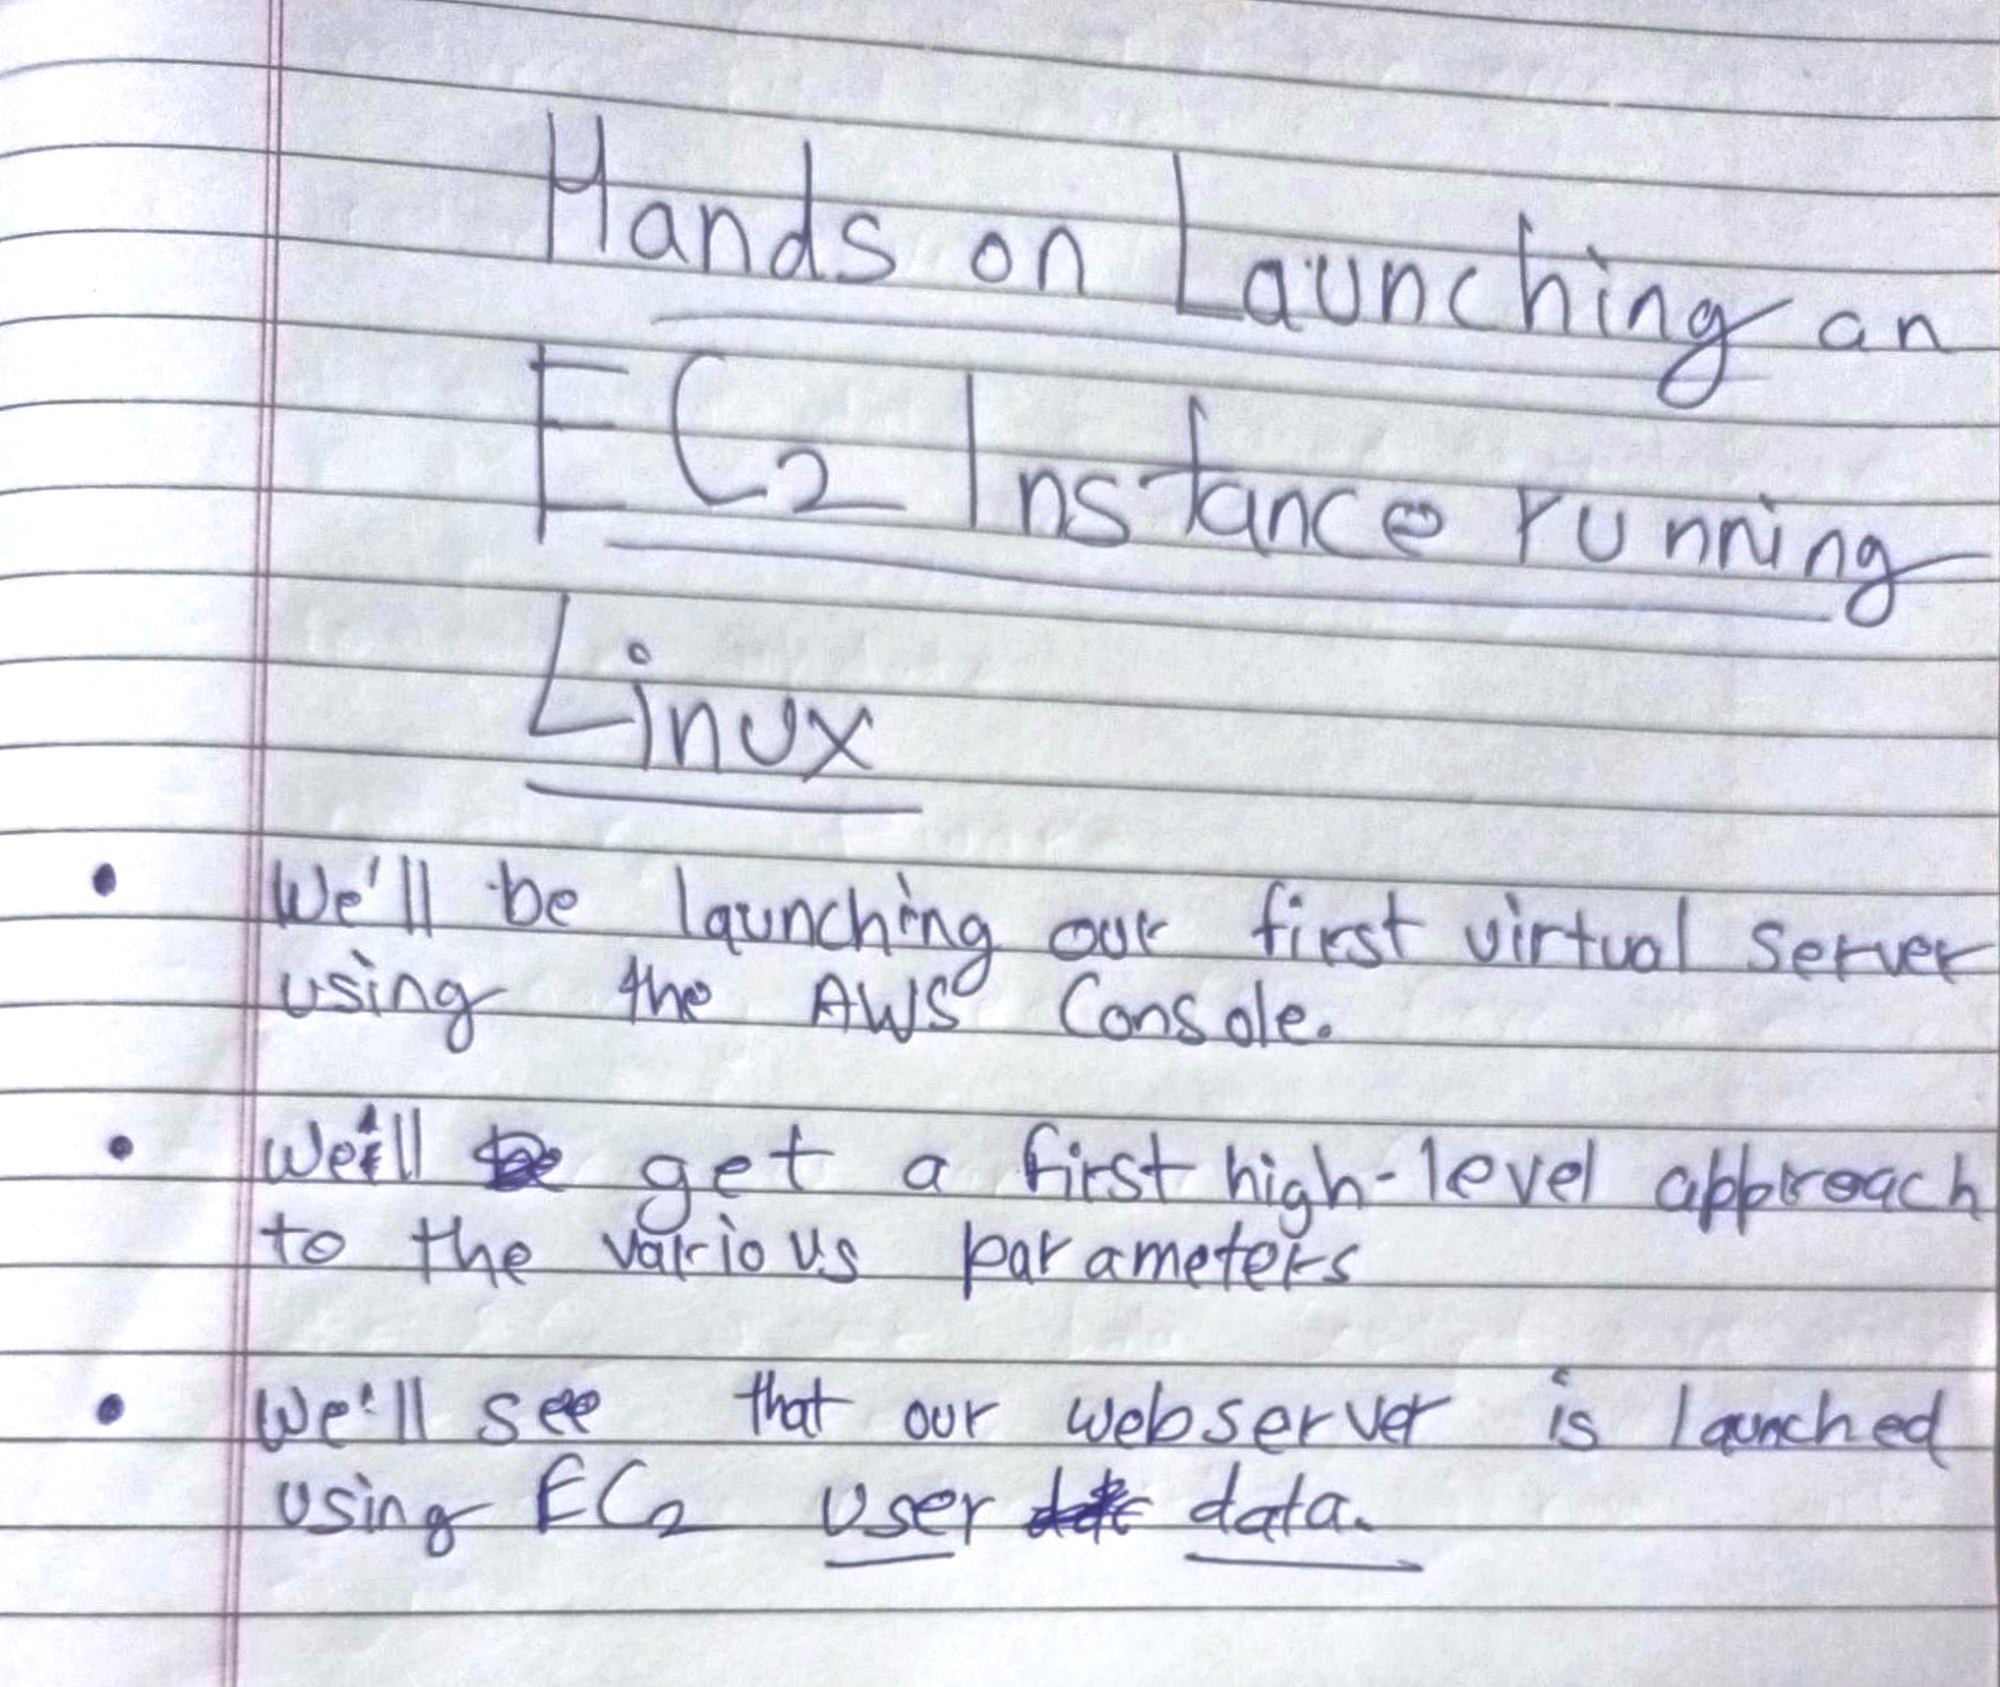 Hands on Launching an
EC2 Instance running
Linux
• We'll be launching our first virtual server
using the AWS Console.
• We'll get a first high-level approach
to the various parameters
• We'll see that our webserver is launched
using EC2 user data.